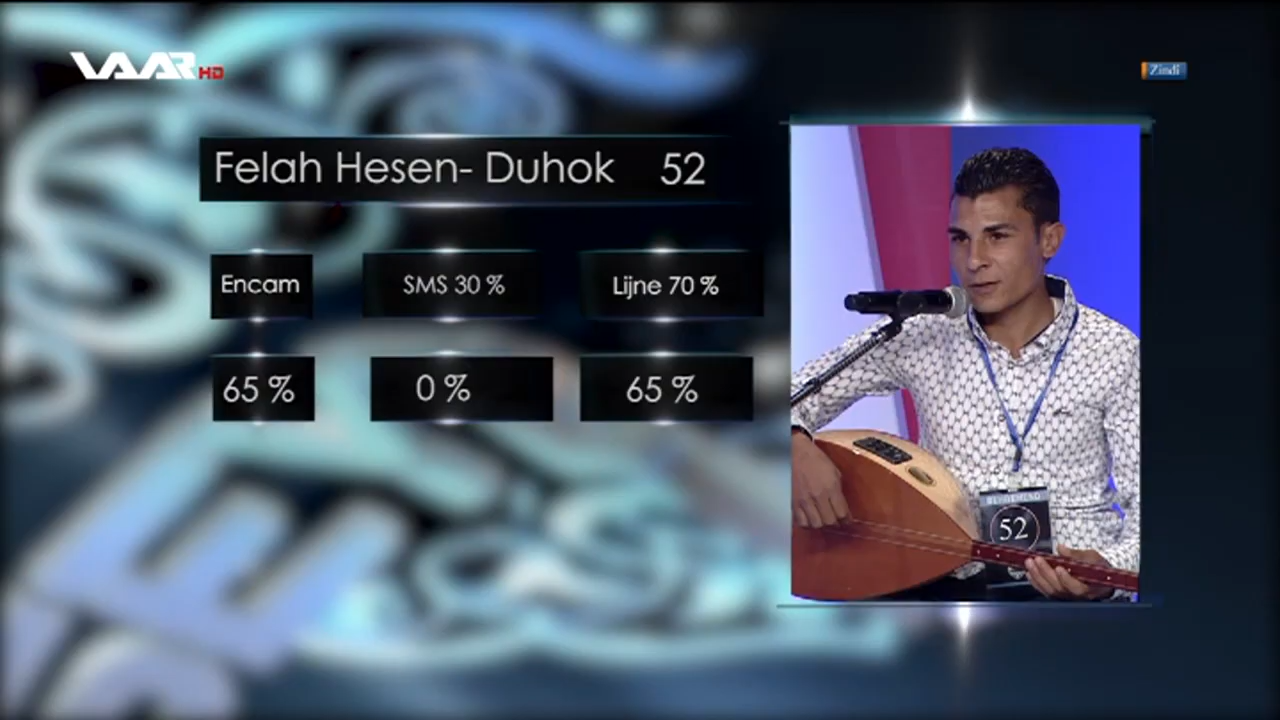 VAAR HD
Zindî
Felah Hesen- Duhok 52
Encam SMS 30 % Lijne 70 %
65 % 0 % 65 %
52